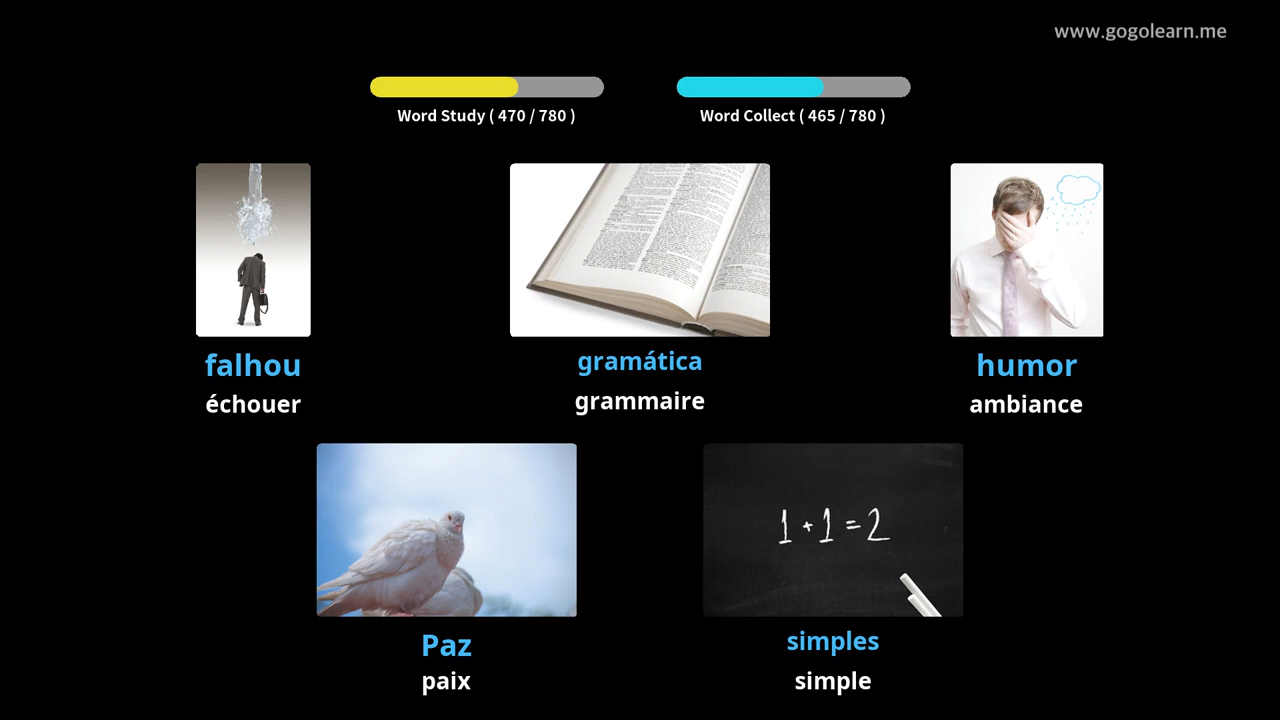 www.gogolearn.me
Word Study ( 470 / 780 )
Word Collect ( 465 / 780 )
falhou
échouer
gramática
grammaire
humor
ambiance
1 + 1 = 2
Paz
paix
simples
simple